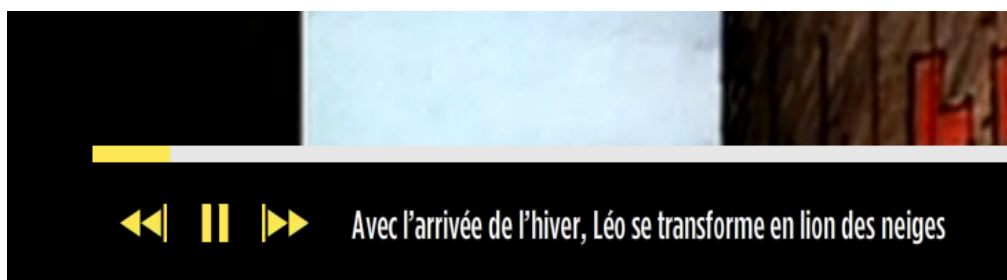 Avec l’arrivée de l’hiver, Léo se transforme en lion des neiges